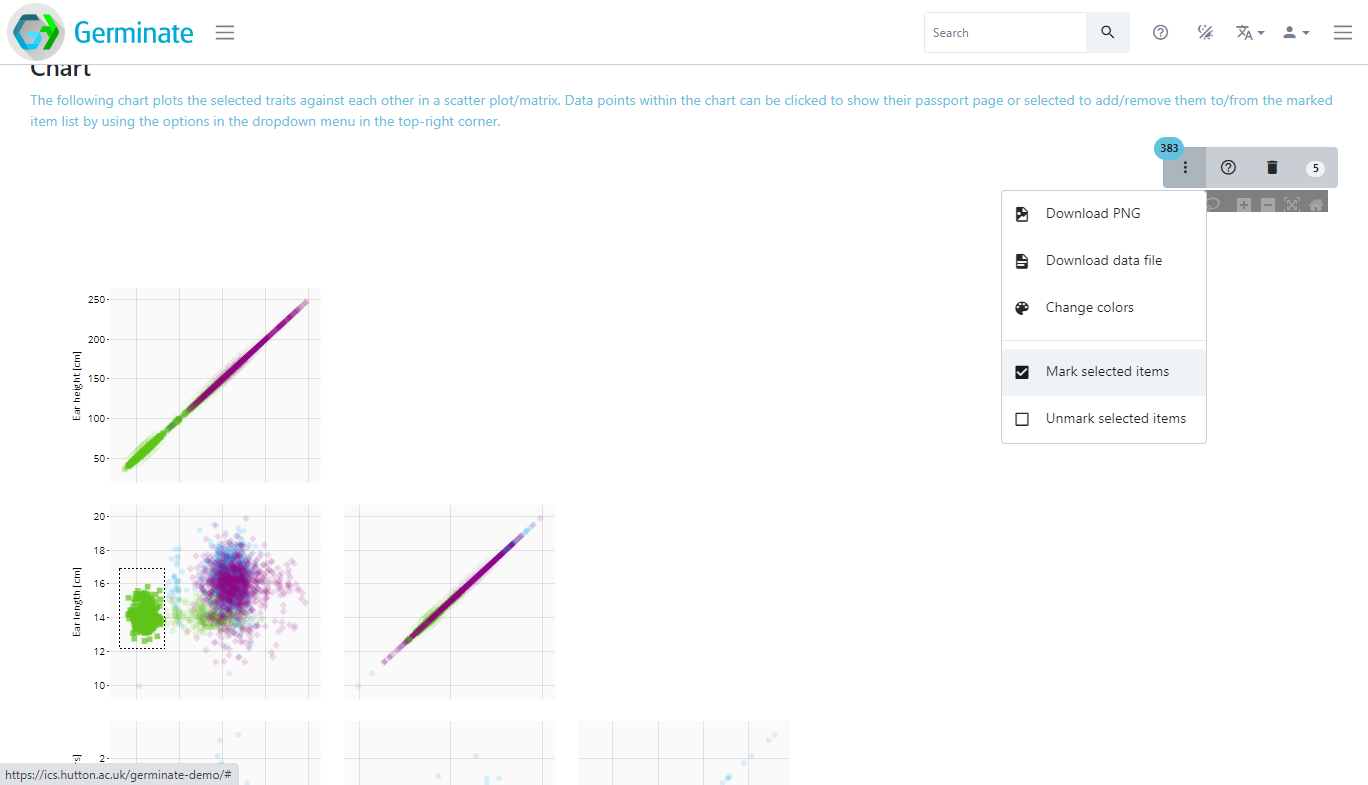 Germinate
Search
Chart
The following chart plots the selected traits against each other in a scatter plot/matrix. Data points within the chart can be clicked to show their passport page or selected to add/remove them to/from the marked
item list by using the options in the dropdown menu in the top-right corner.
383
5
Download PNG
Download data file
Change colors
Mark selected items
Unmark selected items
250
200
150
100
50
Ear height [cm]
20
18
16
14
12
10
Ear length [cm]
2
https://ics.hutton.ac.uk/germinate-demo/#